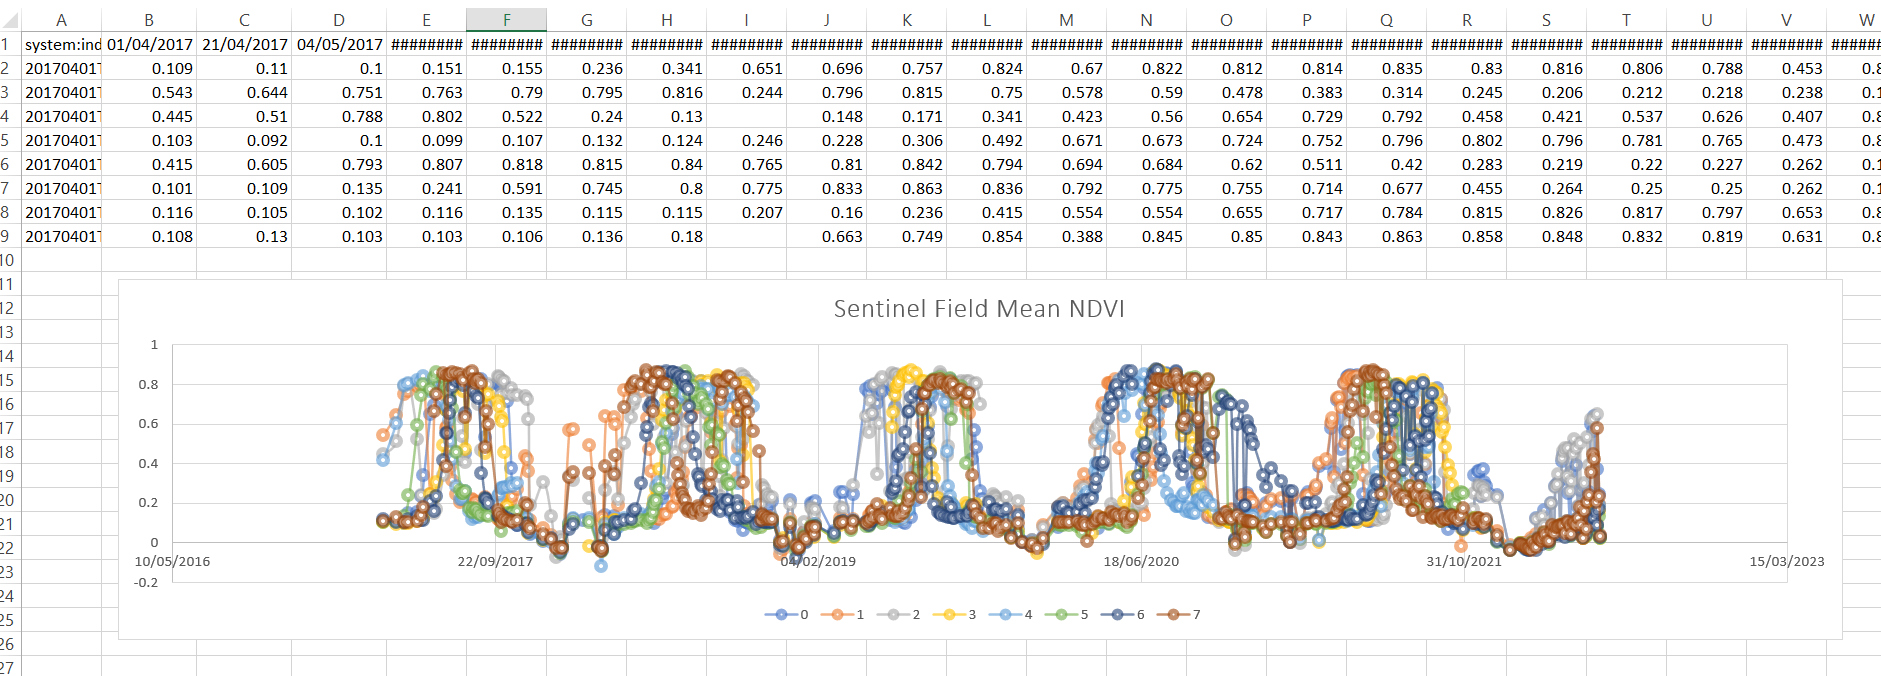 A B C D E F G H I J K L M N O P Q R S T U V W
1 system:ind 01/04/2017 21/04/2017 04/05/2017 ######## ######## ######## ######## ######## ######## ######## ######## ######## ######## ######## ######## ######## ######## ######## ######## ######## ########
2 20170401T 0.109 0.11 0.1 0.151 0.155 0.236 0.341 0.651 0.696 0.757 0.824 0.67 0.822 0.812 0.814 0.835 0.83 0.816 0.806 0.788 0.453
3 20170401T 0.543 0.644 0.751 0.763 0.79 0.795 0.816 0.244 0.796 0.815 0.75 0.578 0.59 0.478 0.383 0.314 0.245 0.206 0.212 0.218 0.238
4 20170401T 0.445 0.51 0.788 0.802 0.522 0.24 0.13 0.148 0.171 0.341 0.423 0.56 0.654 0.729 0.792 0.458 0.421 0.537 0.626 0.407
5 20170401T 0.103 0.092 0.1 0.099 0.107 0.132 0.124 0.246 0.228 0.306 0.492 0.671 0.673 0.724 0.752 0.796 0.802 0.796 0.781 0.765 0.473
6 20170401T 0.415 0.605 0.793 0.807 0.818 0.815 0.84 0.765 0.81 0.842 0.794 0.694 0.684 0.62 0.511 0.42 0.283 0.219 0.22 0.227 0.262
7 20170401T 0.101 0.109 0.135 0.241 0.591 0.745 0.8 0.775 0.833 0.863 0.836 0.792 0.775 0.755 0.714 0.677 0.455 0.264 0.25 0.25 0.262
8 20170401T 0.116 0.105 0.102 0.116 0.135 0.115 0.115 0.207 0.16 0.236 0.415 0.554 0.554 0.655 0.717 0.784 0.815 0.826 0.817 0.797 0.653
9 20170401T 0.108 0.13 0.103 0.103 0.106 0.136 0.18 0.663 0.749 0.854 0.388 0.845 0.85 0.843 0.863 0.858 0.848 0.832 0.819 0.631
10
11
12
13
14
15
16
17
18
19
20
21
22
23
24
25
26
27
Sentinel Field Mean NDVI
1
0.8
0.6
0.4
0.2
0
-0.2
10/05/2016 22/09/2017 04/02/2019 18/06/2020 31/10/2021 15/03/2023
0 1 2 3 4 5 6 7